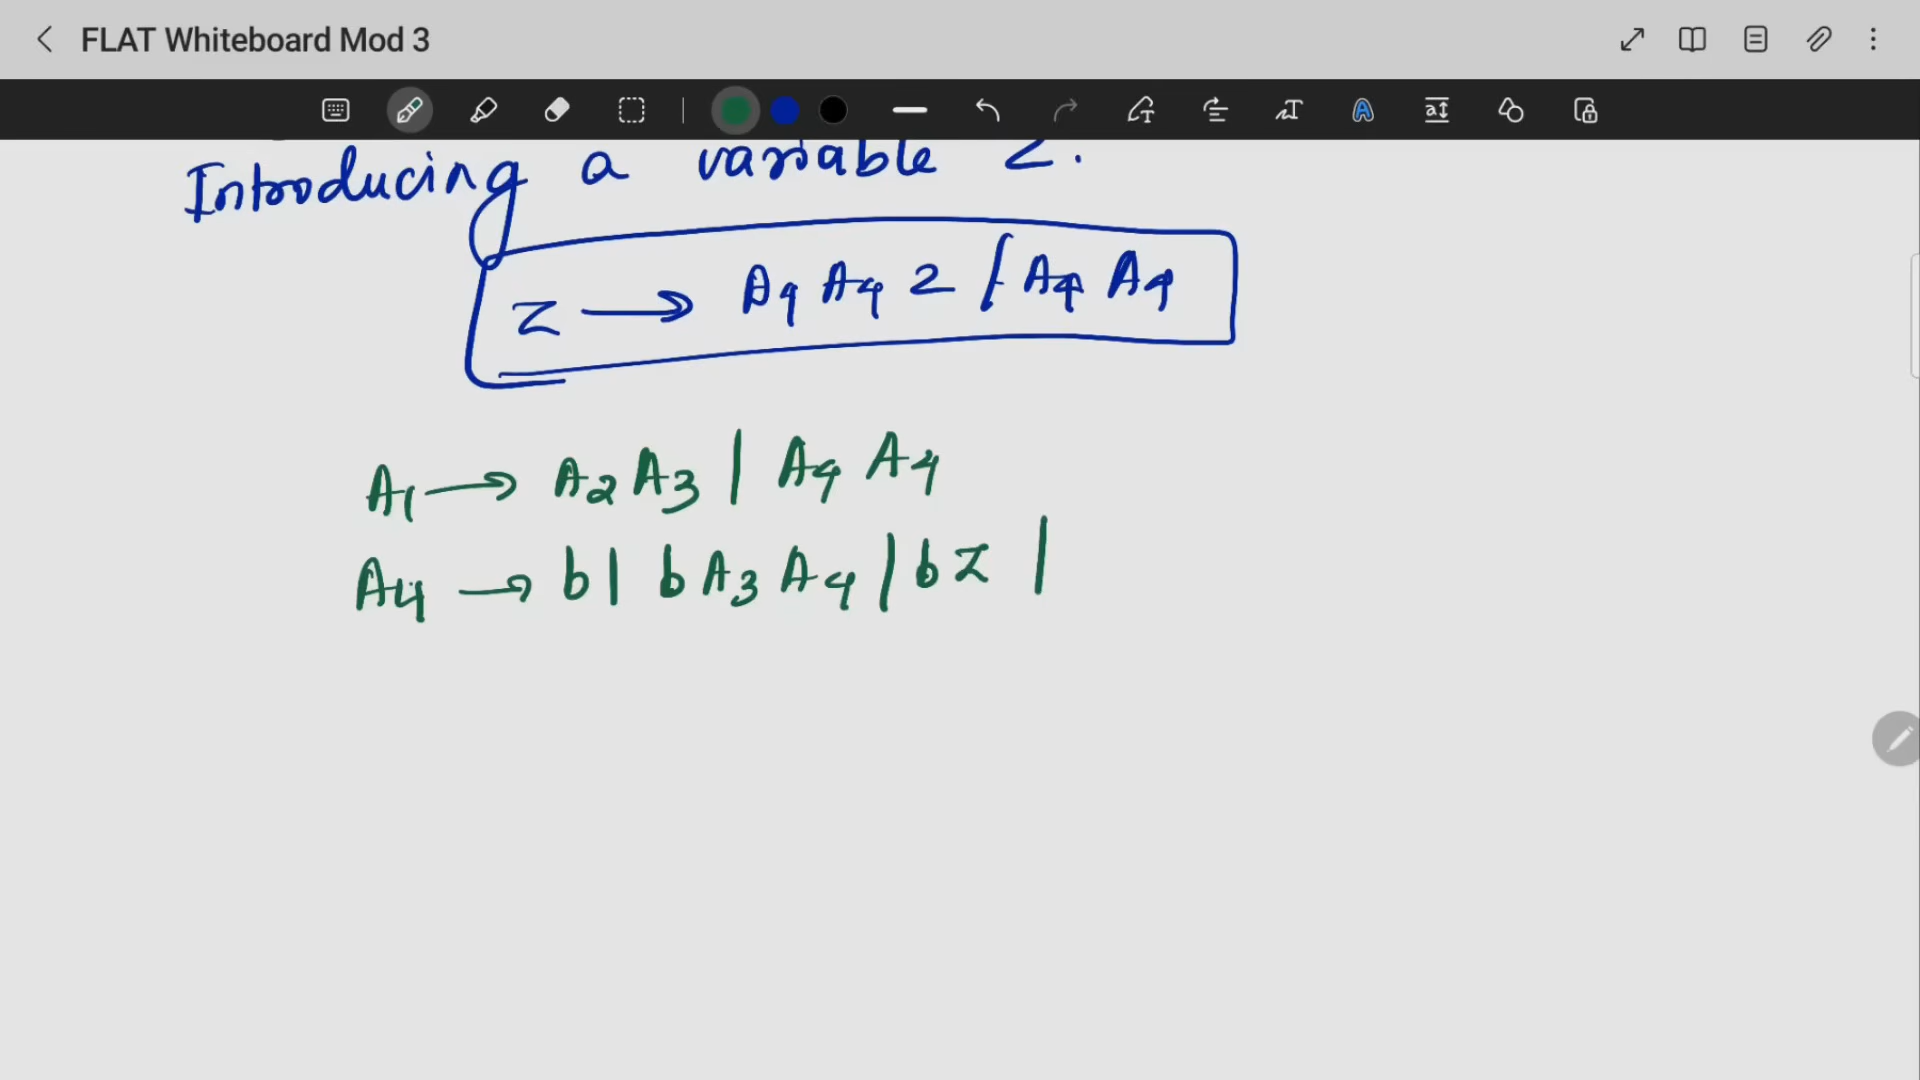 FLAT Whiteboard Mod 3
Introducing a variable Z.
Z → A4 A4 Z | A4 A4
A1 → A2 A3 | A4 A4
A4 → b | b A3 A4 | b Z |